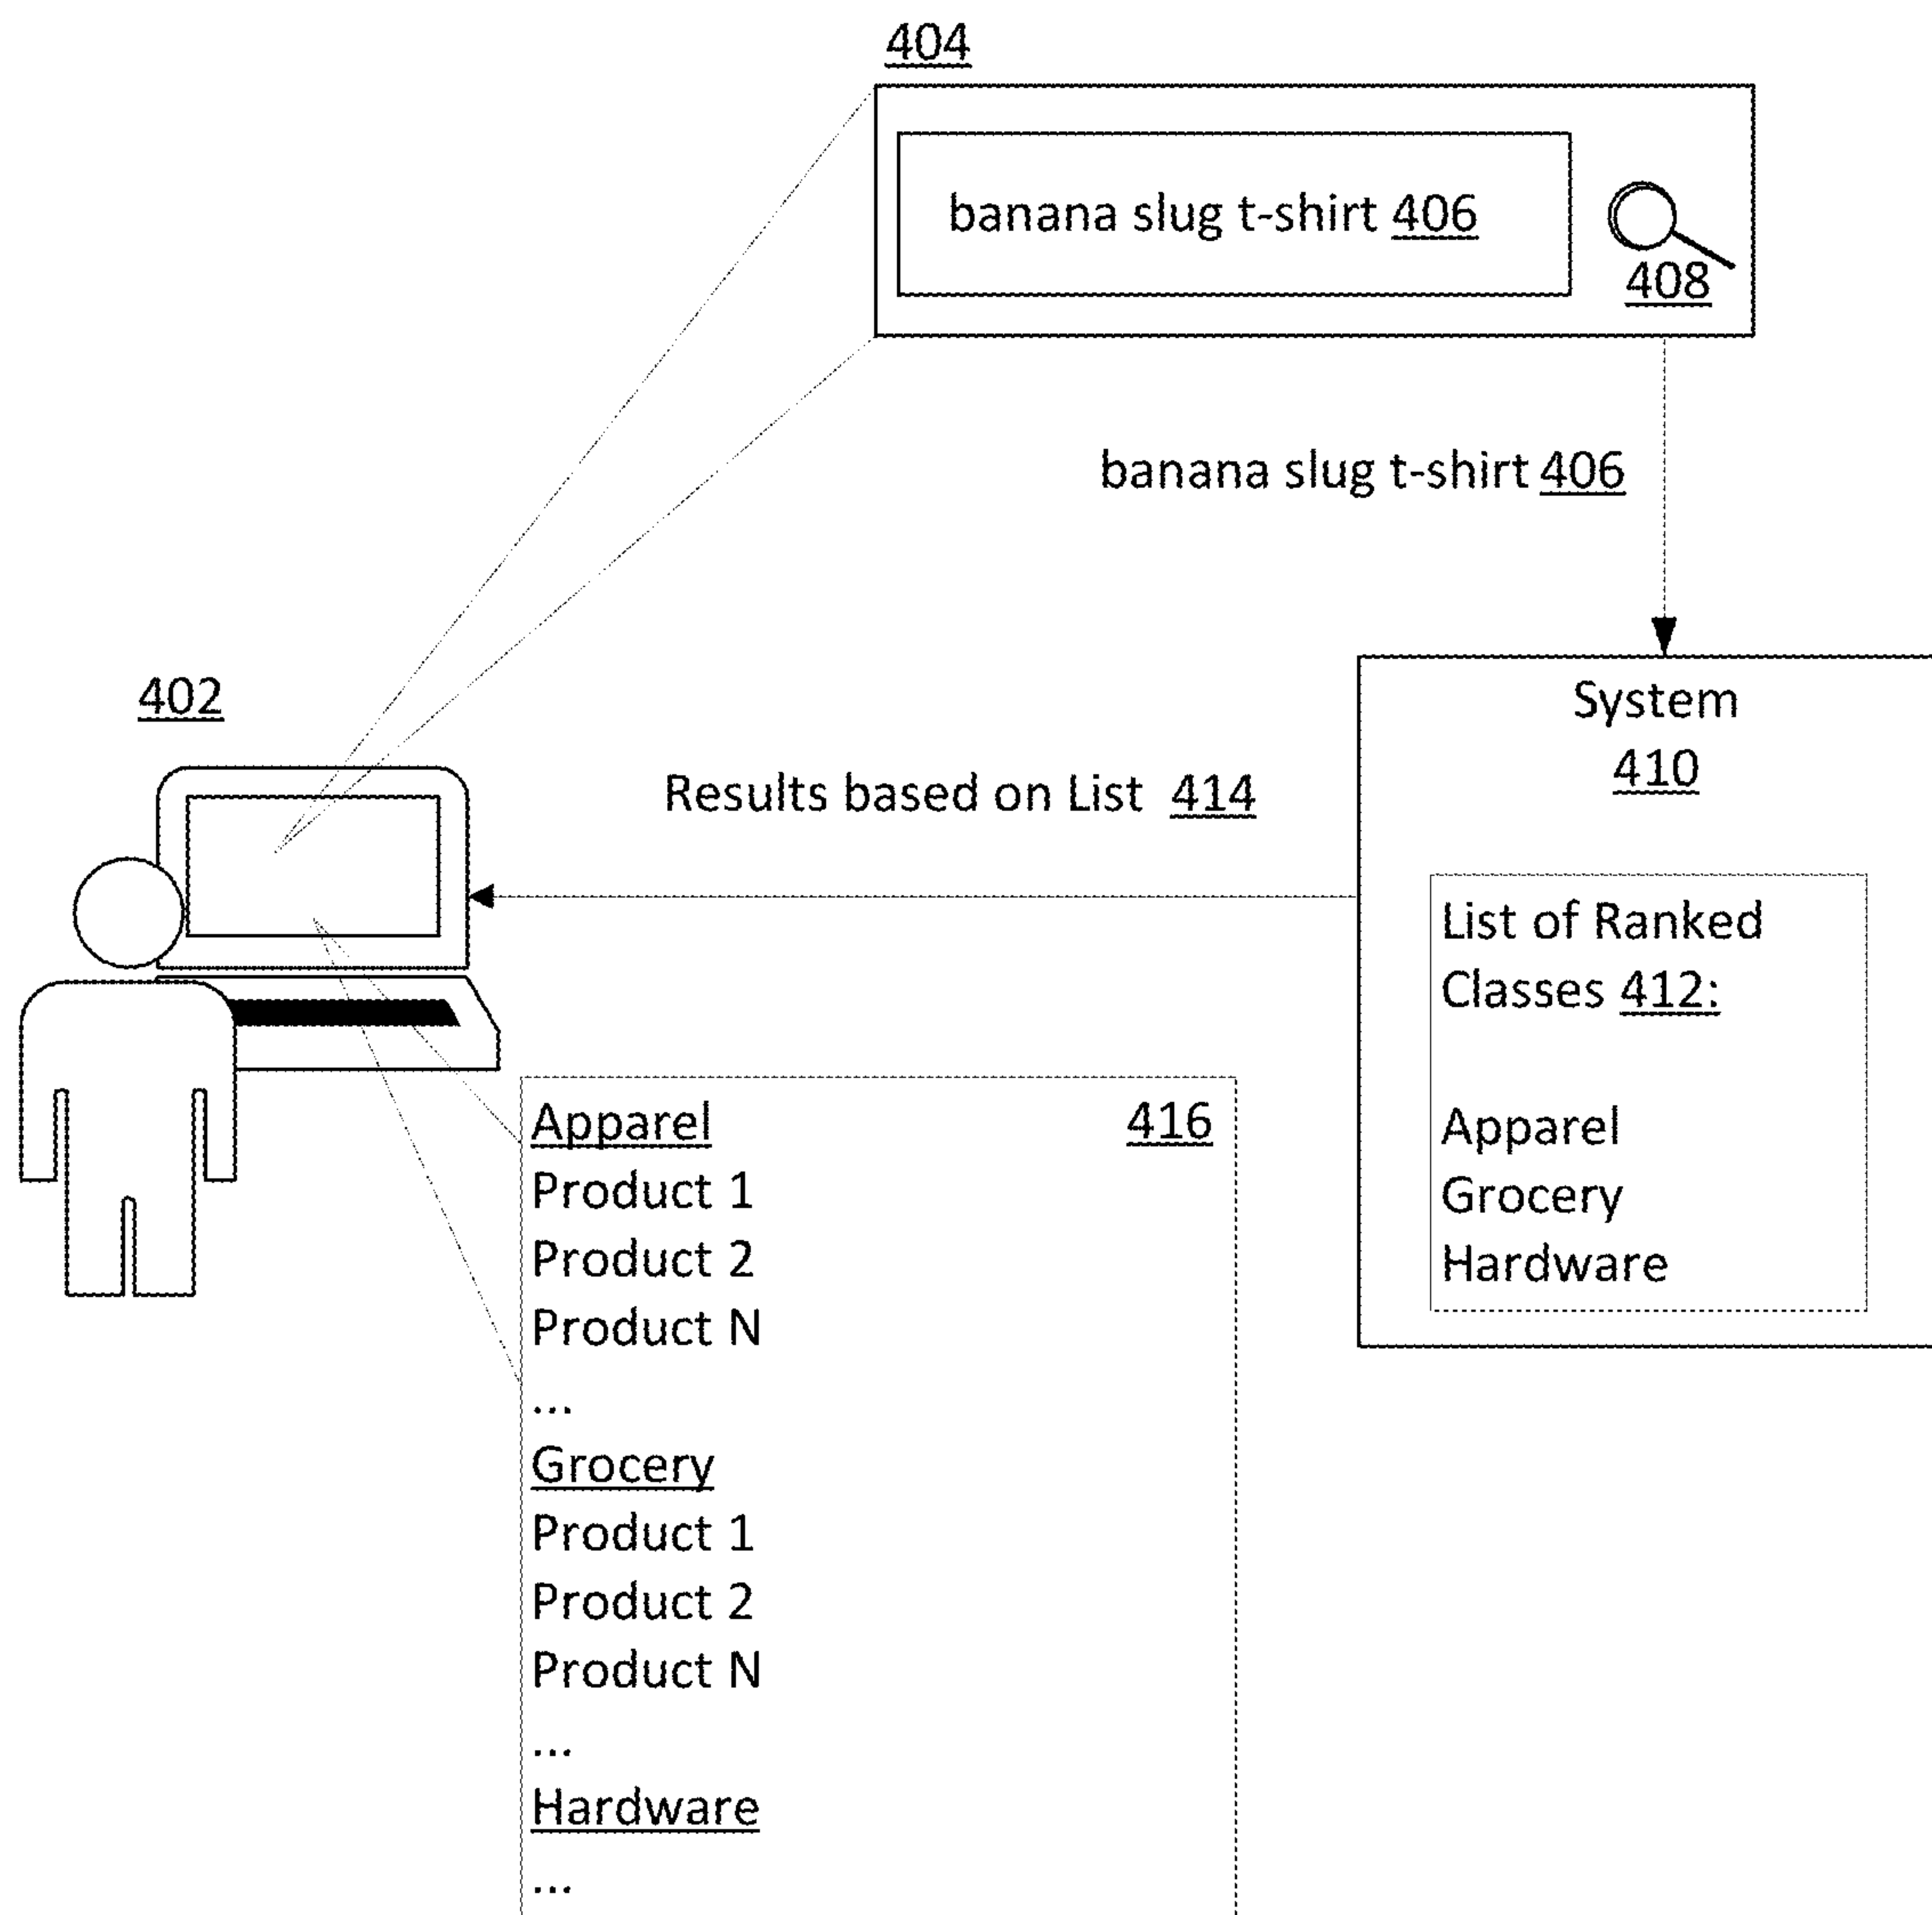 404
banana slug t-shirt 406
408
banana slug t-shirt 406
402
System
410
Results based on List 414
List of Ranked
Classes 412:
Apparel
Grocery
Hardware
Apparel 416
Product 1
Product 2
Product N
...
Grocery
Product 1
Product 2
Product N
...
Hardware
...